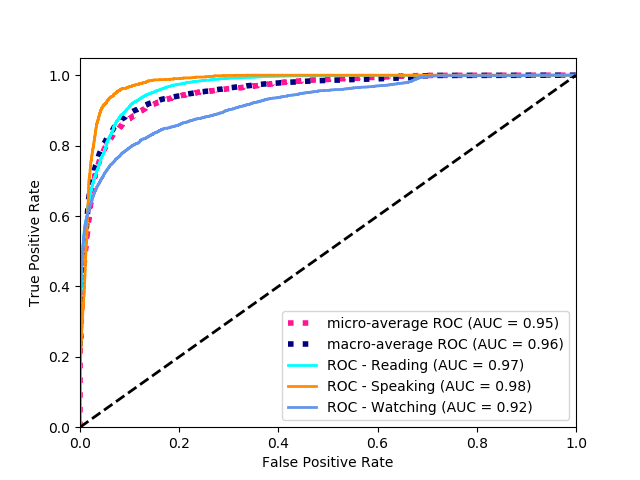 1.0
0.8
0.6
0.4
0.2
0.0
True Positive Rate
micro-average ROC (AUC = 0.95)
macro-average ROC (AUC = 0.96)
ROC - Reading (AUC = 0.97)
ROC - Speaking (AUC = 0.98)
ROC - Watching (AUC = 0.92)
0.0 0.2 0.4 0.6 0.8 1.0
False Positive Rate